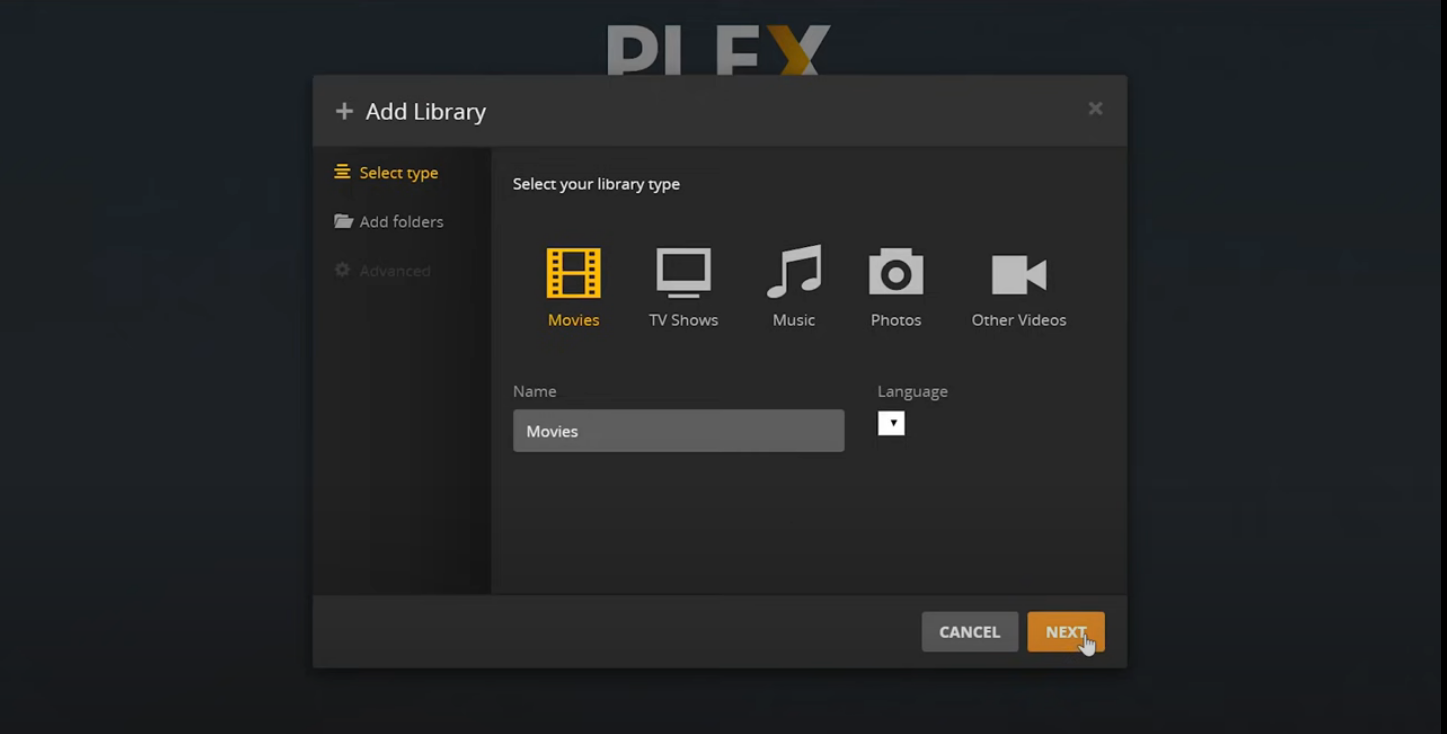 PLEX
+ Add Library ×
Select type
Add folders
Advanced
Select your library type
Movies TV Shows Music Photos Other Videos
Name Language
Movies
CANCEL NEXT